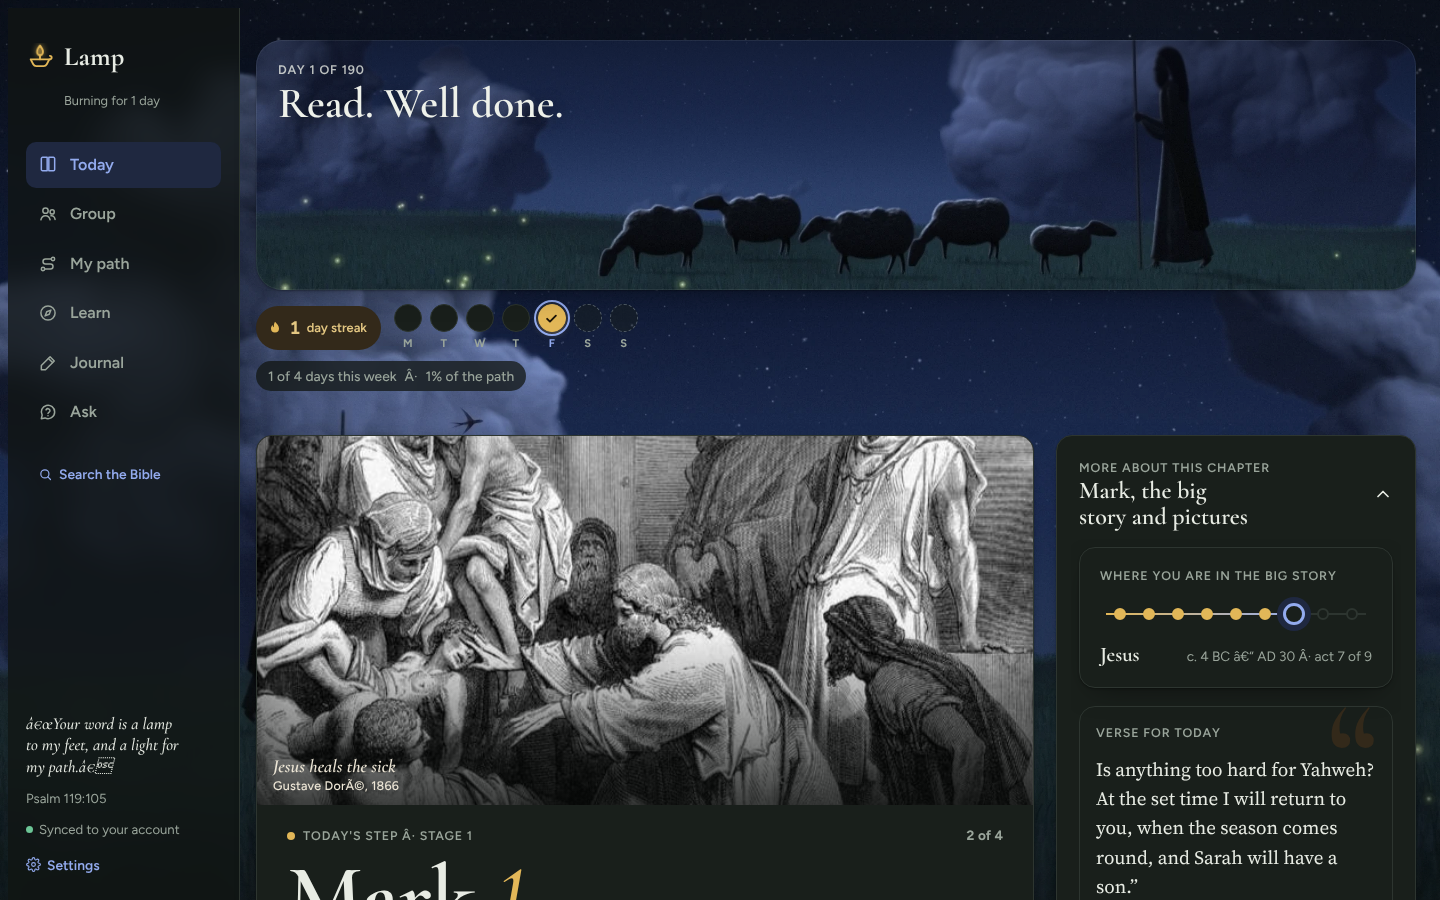 Lamp
Burning for 1 day
Today
Group
My path
Learn
Journal
Ask
Search the Bible
“Your word is a lamp
to my feet, and a light for
my path.â€
Psalm 119:105
Synced to your account
Settings
DAY 1 OF 190
Read. Well done.
1 day streak
M T W T F S S
1 of 4 days this week Â· 1% of the path
Jesus heals the sick
Gustave DorÃ©, 1866
TODAY'S STEP Â· STAGE 1
2 of 4
Mark 1
MORE ABOUT THIS CHAPTER
Mark, the big
story and pictures
WHERE YOU ARE IN THE BIG STORY
Jesus
c. 4 BC â€“ AD 30 Â· act 7 of 9
VERSE FOR TODAY
Is anything too hard for Yahweh?
At the set time I will return to
you, when the season comes
round, and Sarah will have a
son.”